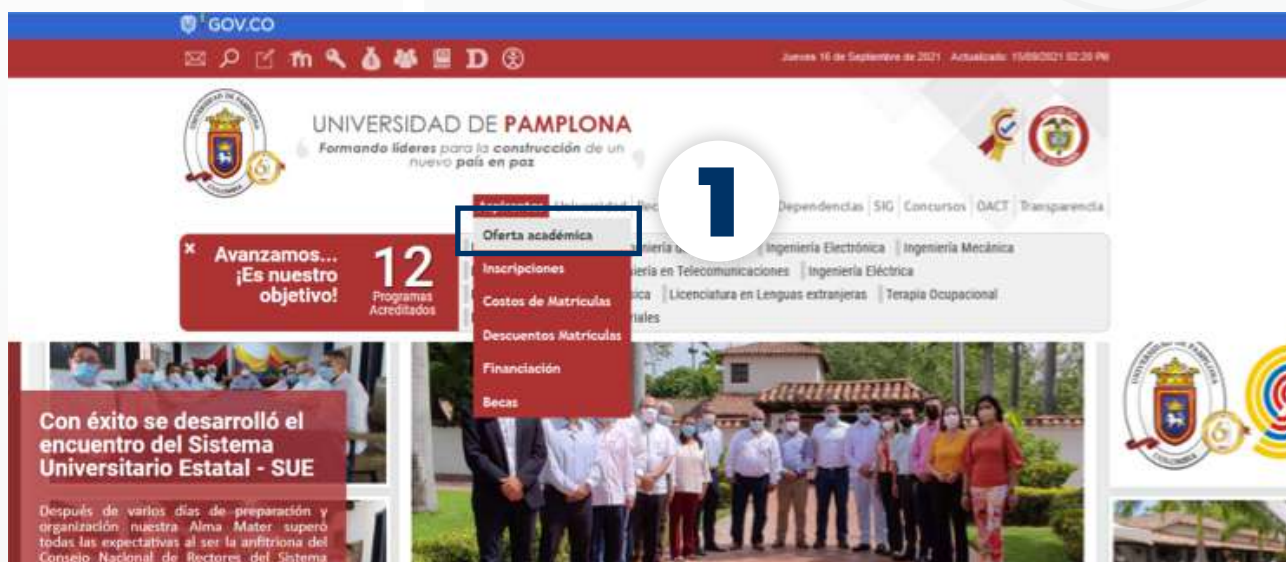 GOV.CO
Jueves 16 de Septiembre de 2021 Actualizado: 15/09/2021 02:20 PM
UNIVERSIDAD DE PAMPLONA
Formando líderes para la construcción de un
nuevo país en paz
1
Dependencias SIG Concursos OACT Transparencia
Oferta académica
Inscripciones
Costos de Matrículas
Descuentos Matrículas
Financiación
Becas
× Avanzamos...
¡Es nuestro
objetivo!
12
Programas
Acreditados
Ingeniería Electrónica Ingeniería Mecánica
en Telecomunicaciones Ingeniería Eléctrica
Licenciatura en Lenguas extranjeras Terapia Ocupacional
Con éxito se desarrolló el
encuentro del Sistema
Universitario Estatal - SUE
Después de varios días de preparación y
organización nuestra Alma Mater superó
todas las expectativas al ser la anfitriona del
Consejo Nacional de Rectores del Sistema